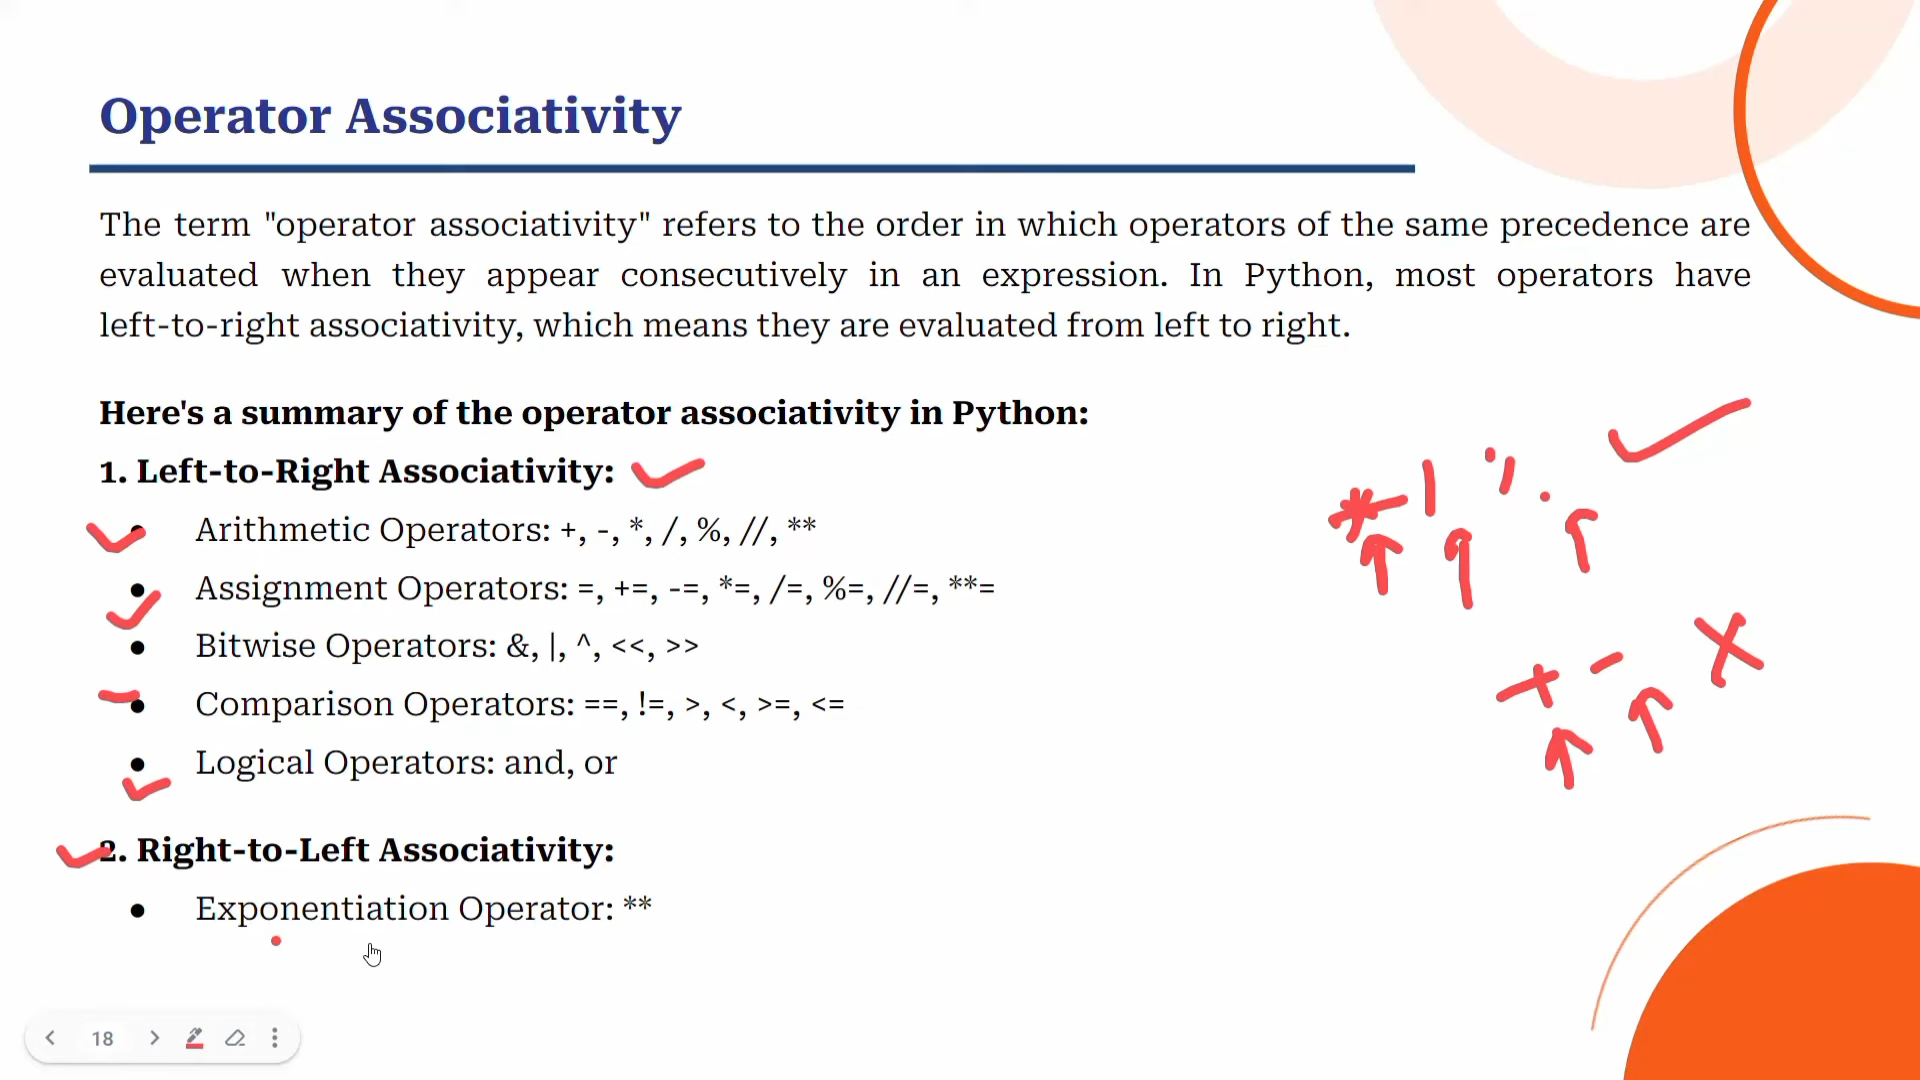 Operator Associativity
The term "operator associativity" refers to the order in which operators of the same precedence are
evaluated when they appear consecutively in an expression. In Python, most operators have
left-to-right associativity, which means they are evaluated from left to right.
Here's a summary of the operator associativity in Python:
1. Left-to-Right Associativity:
● Arithmetic Operators: +, -, *, /, %, //, **
● Assignment Operators: =, +=, -=, *=, /=, %=, //=, **=
● Bitwise Operators: &, |, ^, <<, >>
● Comparison Operators: ==, !=, >, <, >=, <=
● Logical Operators: and, or
2. Right-to-Left Associativity:
● Exponentiation Operator: **
* / %
+ -
18